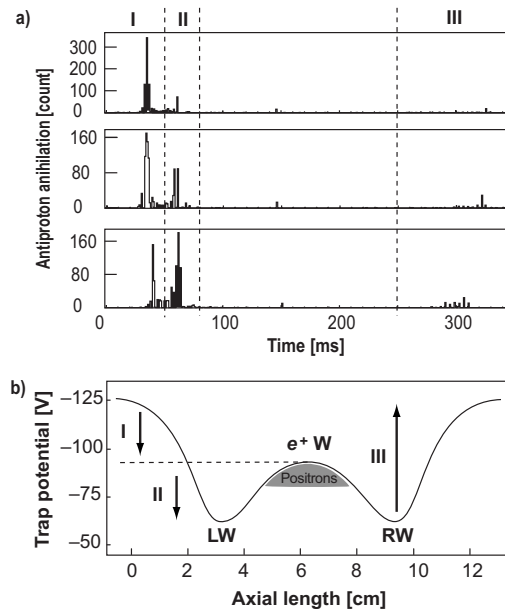 a)
I II III
Antiproton anihilation [count]
300
200
100
0
160
80
0
160
80
0
0 100 200 300
Time [ms]
b)
Trap potential [V]
–125
–100
–75
–50
I
II
e+ W
Positrons
III
LW
RW
0 2 4 6 8 10 12
Axial length [cm]